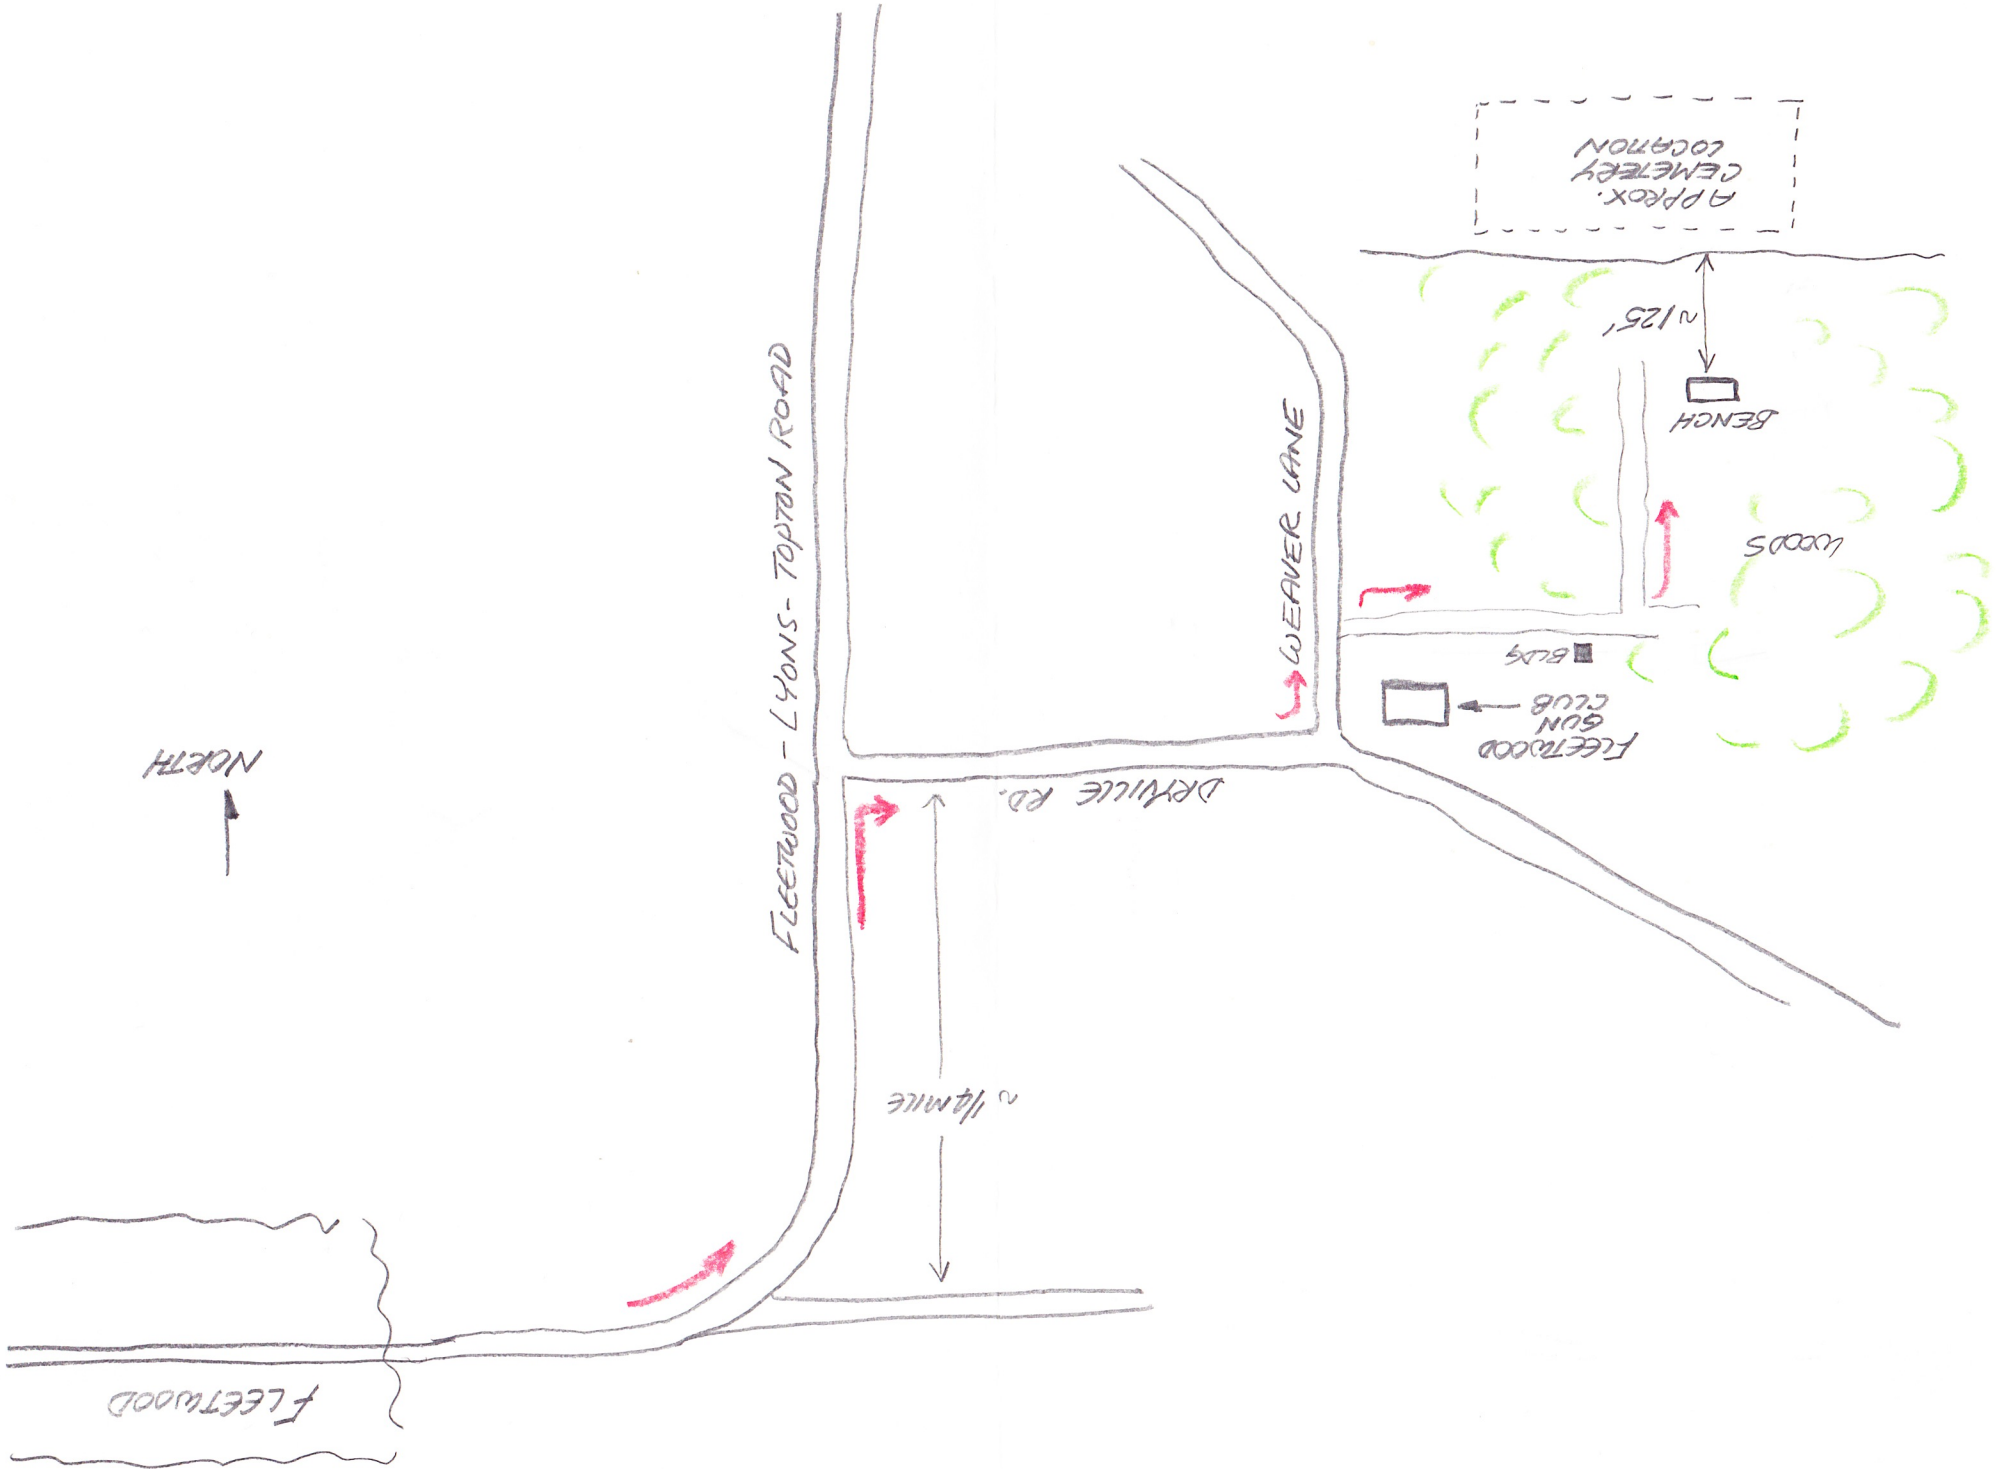 APPROX.
CEMETERY
LOCATION
~125'
BENCH
WOODS
BLDG
FLEETWOOD
GUN
CLUB
WEAVER LANE
DRYVILLE RD.
FLEETWOOD - LYONS - TOPTON ROAD
NORTH
~ 1/4 MILE
FLEETWOOD